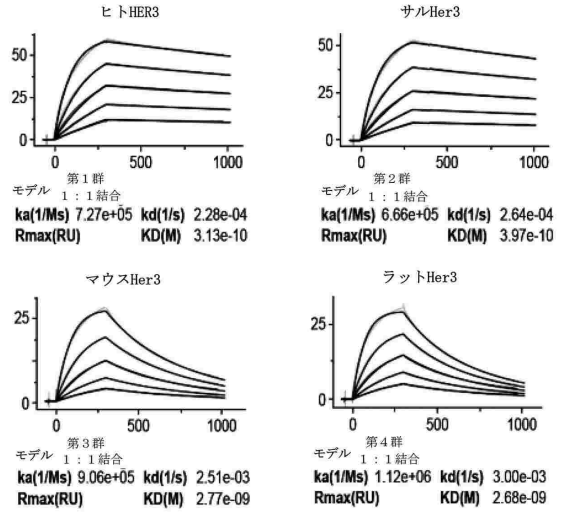 ヒトHER3
50
25
0
0
500
1000
第1群
モデル 1:1結合
ka(1/Ms) 7.27e+05 kd(1/s) 2.28e-04
Rmax(RU) KD(M) 3.13e-10
サルHer3
50
25
0
0
500
1000
第2群
モデル 1:1結合
ka(1/Ms) 6.66e+05 kd(1/s) 2.64e-04
Rmax(RU) KD(M) 3.97e-10
マウスHer3
25
0
0
500
1000
第3群
モデル 1:1結合
ka(1/Ms) 9.06e+05 kd(1/s) 2.51e-03
Rmax(RU) KD(M) 2.77e-09
ラットHer3
25
0
0
500
1000
第4群
モデル 1:1結合
ka(1/Ms) 1.12e+06 kd(1/s) 3.00e-03
Rmax(RU) KD(M) 2.68e-09